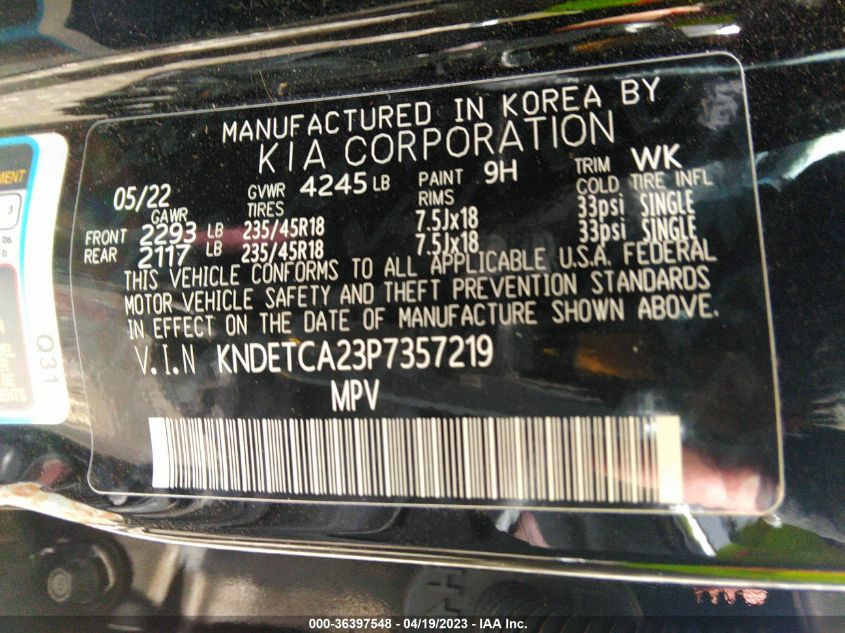 MANUFACTURED IN KOREA BY
KIA CORPORATION
05/22 GVWR 4245 LB PAINT 9H TRIM WK
GAWR TIRES RIMS COLD TIRE INFL
FRONT 2293 LB 235/45R18 7.5Jx18 33psi SINGLE
REAR 2117 LB 235/45R18 7.5Jx18 33psi SINGLE
THIS VEHICLE CONFORMS TO ALL APPLICABLE U.S.A. FEDERAL
MOTOR VEHICLE SAFETY AND THEFT PREVENTION STANDARDS
IN EFFECT ON THE DATE OF MANUFACTURE SHOWN ABOVE.
V.I.N KNDETCA23P7357219
MPV
Q31
000-36397548 - 04/19/2023 - IAA Inc.